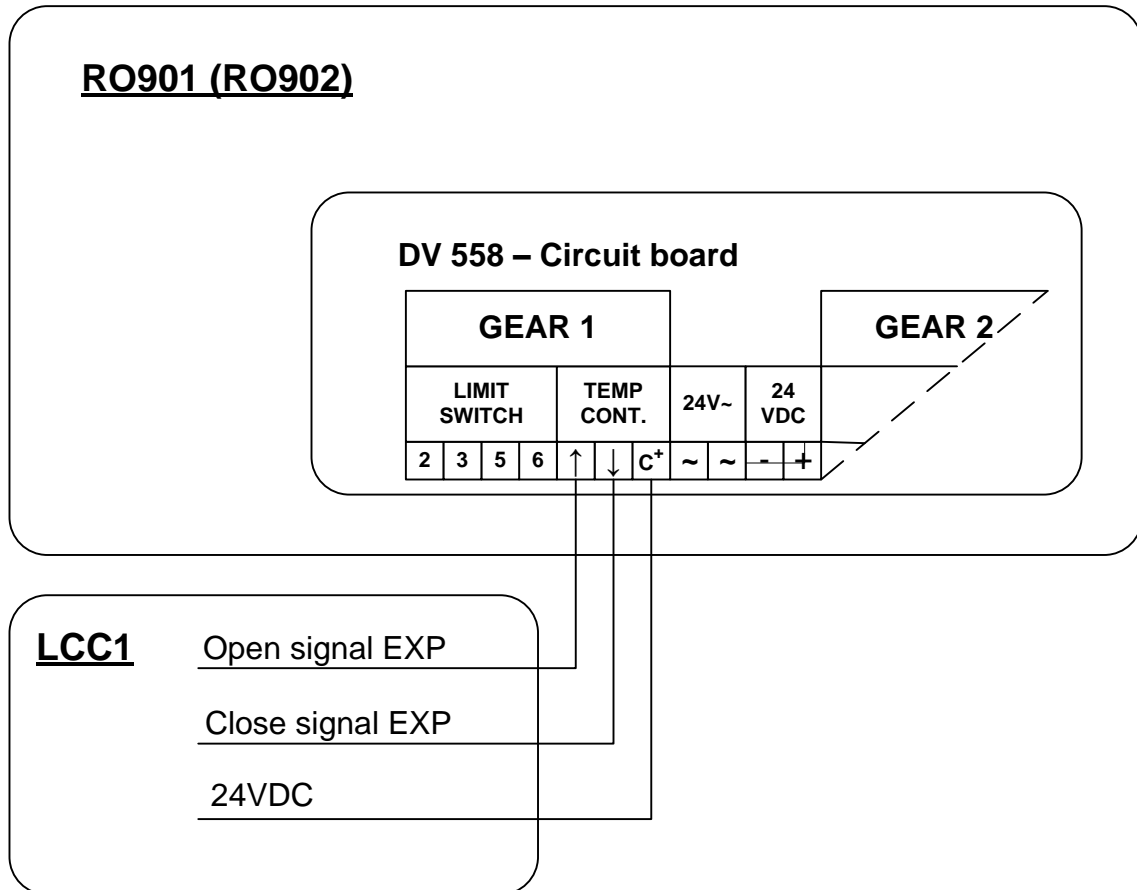 RO901 (RO902)
DV 558 – Circuit board
GEAR 1 GEAR 2
LIMIT SWITCH TEMP CONT. 24V~ 24 VDC
2 3 5 6 ↑ ↓ C+ ~ ~ - +
LCC1 Open signal EXP
Close signal EXP
24VDC